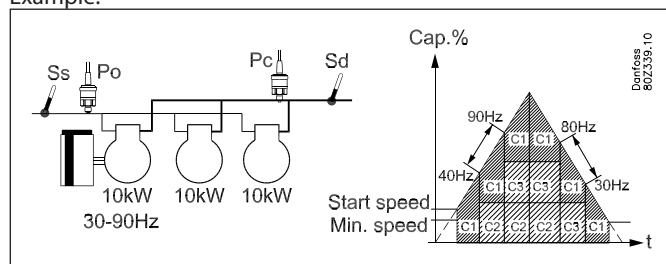 Example:
Ss Po Pc Sd
10kW 10kW 10kW
30-90Hz
Cap.%
Danfoss
80Z339.10
90Hz 80Hz
40Hz 30Hz
C1 C1
C1 C3 C3 C1
C1 C2 C2 C2 C3 C1
Start speed
Min. speed
t